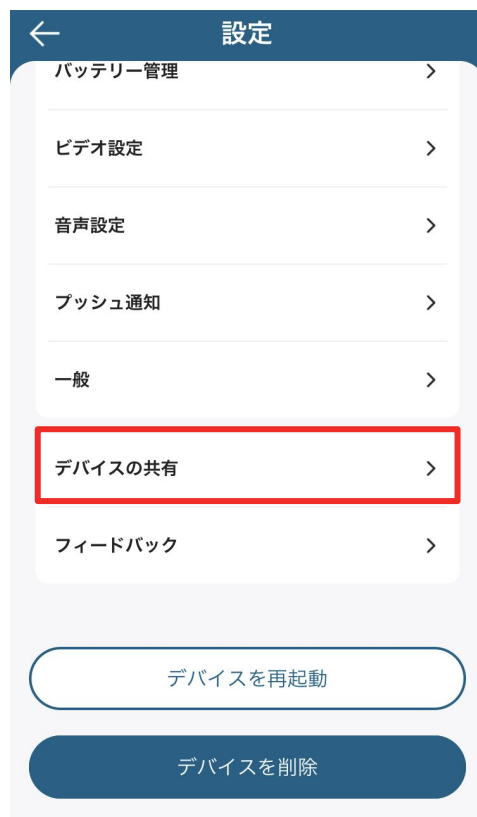 設定
バッテリー管理
ビデオ設定
音声設定
プッシュ通知
一般
デバイスの共有
フィードバック
デバイスを再起動
デバイスを削除